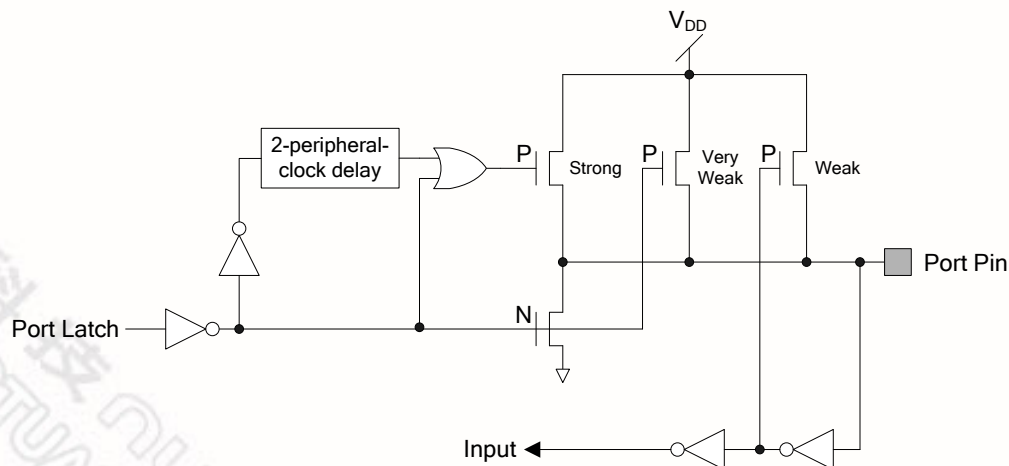 VDD
2-peripheral-
clock delay
P
Strong
P
Very
Weak
P
Weak
Port Pin
N
Port Latch
Input